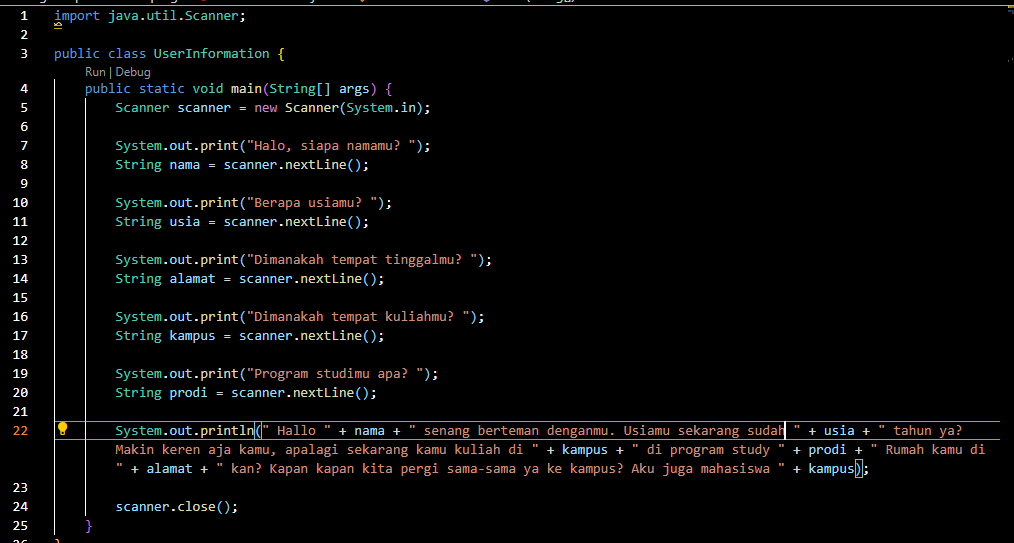 1 import java.util.Scanner;
2
3 public class UserInformation {
Run | Debug
4 public static void main(String[] args) {
5 Scanner scanner = new Scanner(System.in);
6
7 System.out.print("Halo, siapa namamu? ");
8 String nama = scanner.nextLine();
9
10 System.out.print("Berapa usiamu? ");
11 String usia = scanner.nextLine();
12
13 System.out.print("Dimanakah tempat tinggalmu? ");
14 String alamat = scanner.nextLine();
15
16 System.out.print("Dimanakah tempat kuliahmu? ");
17 String kampus = scanner.nextLine();
18
19 System.out.print("Program studimu apa? ");
20 String prodi = scanner.nextLine();
21
22 System.out.println(" Hallo " + nama + " senang berteman denganmu. Usiamu sekarang sudah " + usia + " tahun ya?
Makin keren aja kamu, apalagi sekarang kamu kuliah di " + kampus + " di program study " + prodi + " Rumah kamu di
" + alamat + " kan? Kapan kapan kita pergi sama-sama ya ke kampus? Aku juga mahasiswa " + kampus);
23
24 scanner.close();
25 }